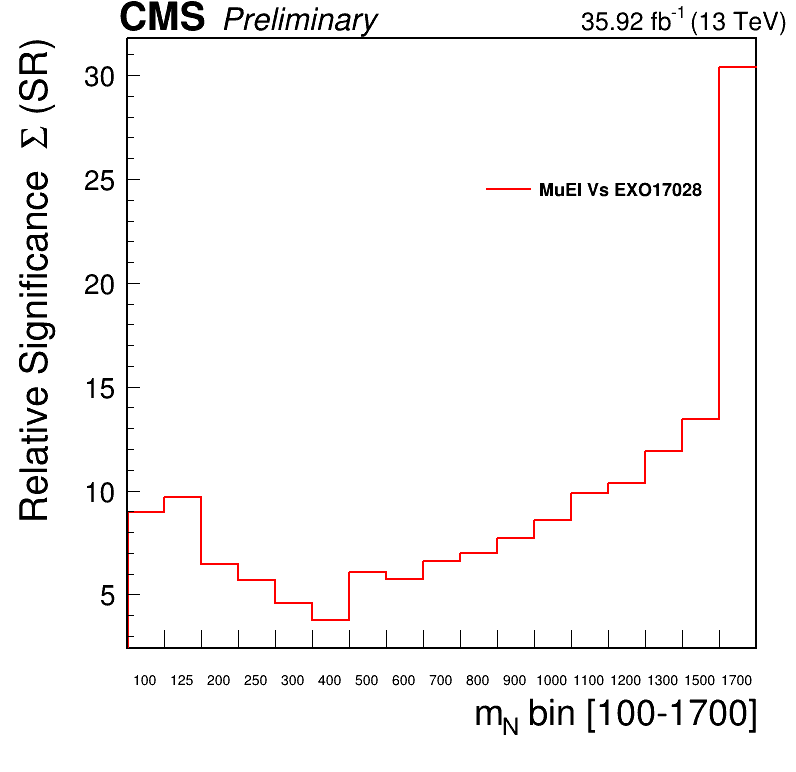 CMS Preliminary 35.92 fb⁻¹ (13 TeV)
Relative Significance Σ (SR)
30
25
20
15
10
5
MuEl Vs EXO17028
100 125 200 250 300 400 500 600 700 800 900 1000 1100 1200 1300 1500 1700
m_N bin [100-1700]